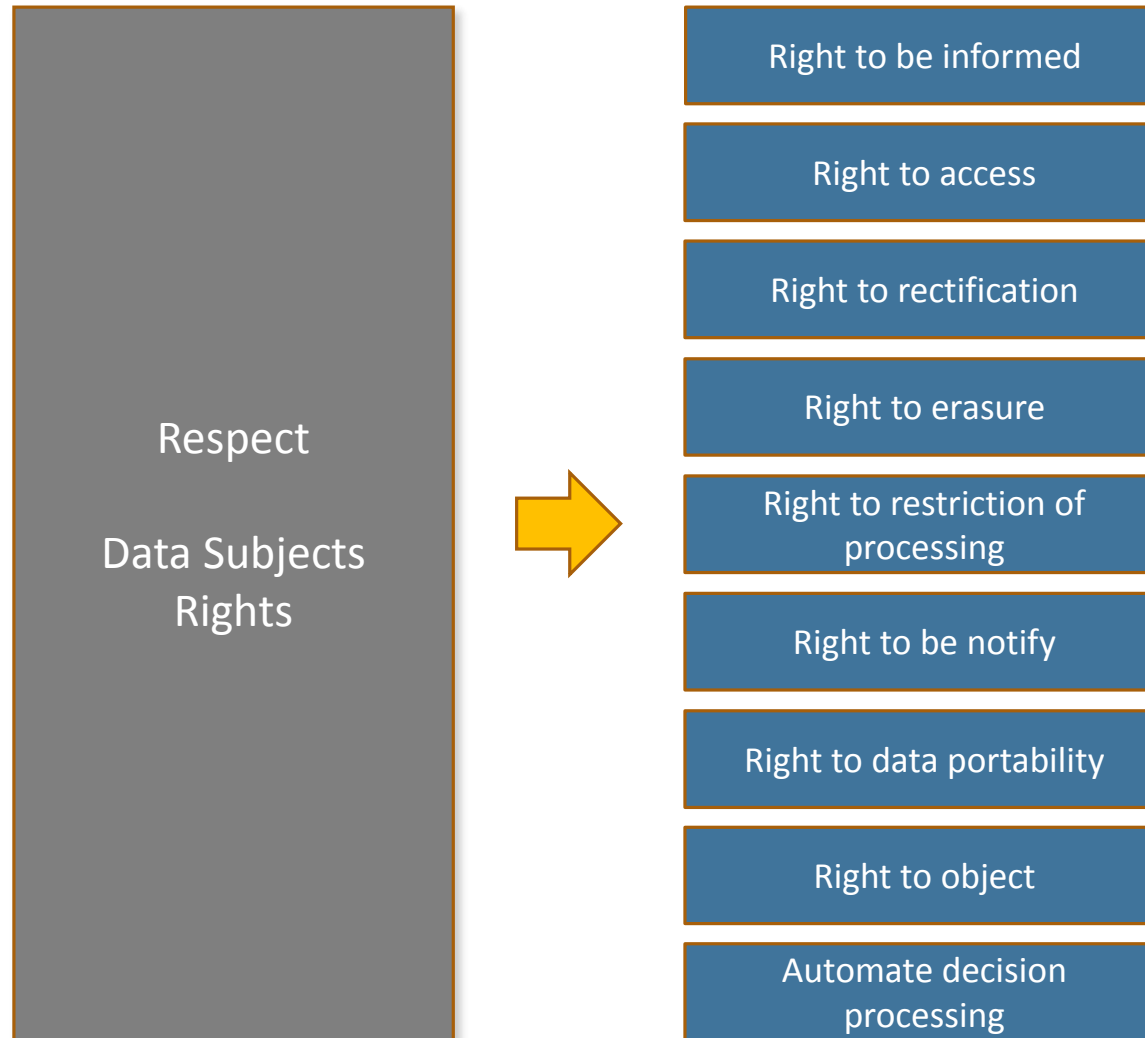 Respect
Data Subjects
Rights
Right to be informed
Right to access
Right to rectification
Right to erasure
Right to restriction of
processing
Right to be notify
Right to data portability
Right to object
Automate decision
processing